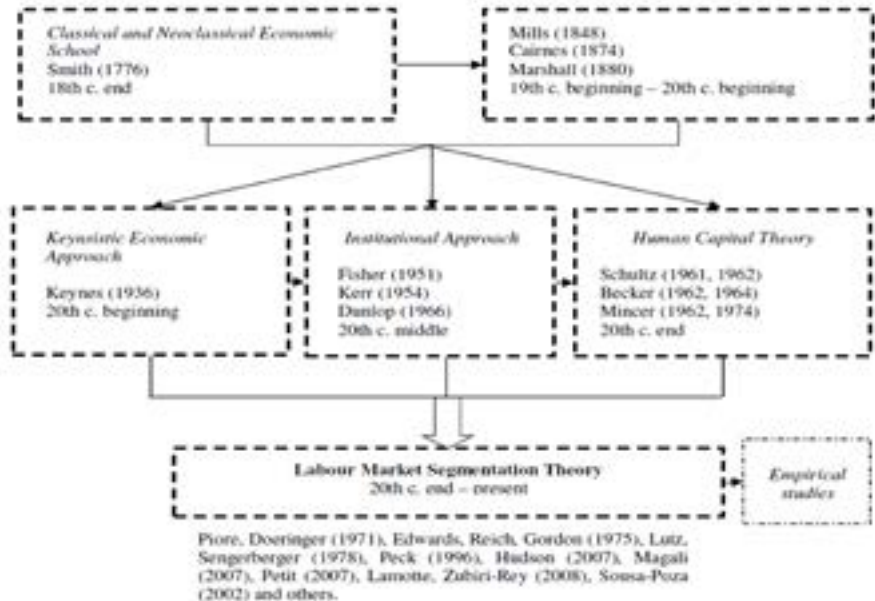 Classical and Neoclassical Economic
School
Smith (1776)
18th c. end
Mills (1848)
Cairnes (1874)
Marshall (1880)
19th c. beginning – 20th c. beginning
Keynsistic Economic
Approach
Keynes (1936)
20th c. beginning
Institutional Approach
Fisher (1951)
Kerr (1954)
Dunlop (1966)
20th c. middle
Human Capital Theory
Schultz (1961, 1962)
Becker (1962, 1964)
Mincer (1962, 1974)
20th c. end
Labour Market Segmentation Theory
20th c. end – present
Empirical
studies
Piore, Doeringer (1971), Edwards, Reich, Gordon (1975), Lutz,
Sengerberger (1978), Peck (1996), Hudson (2007), Magali
(2007), Petit (2007), Lamotte, Zubiri-Rey (2008), Sousa-Poza
(2002) and others.